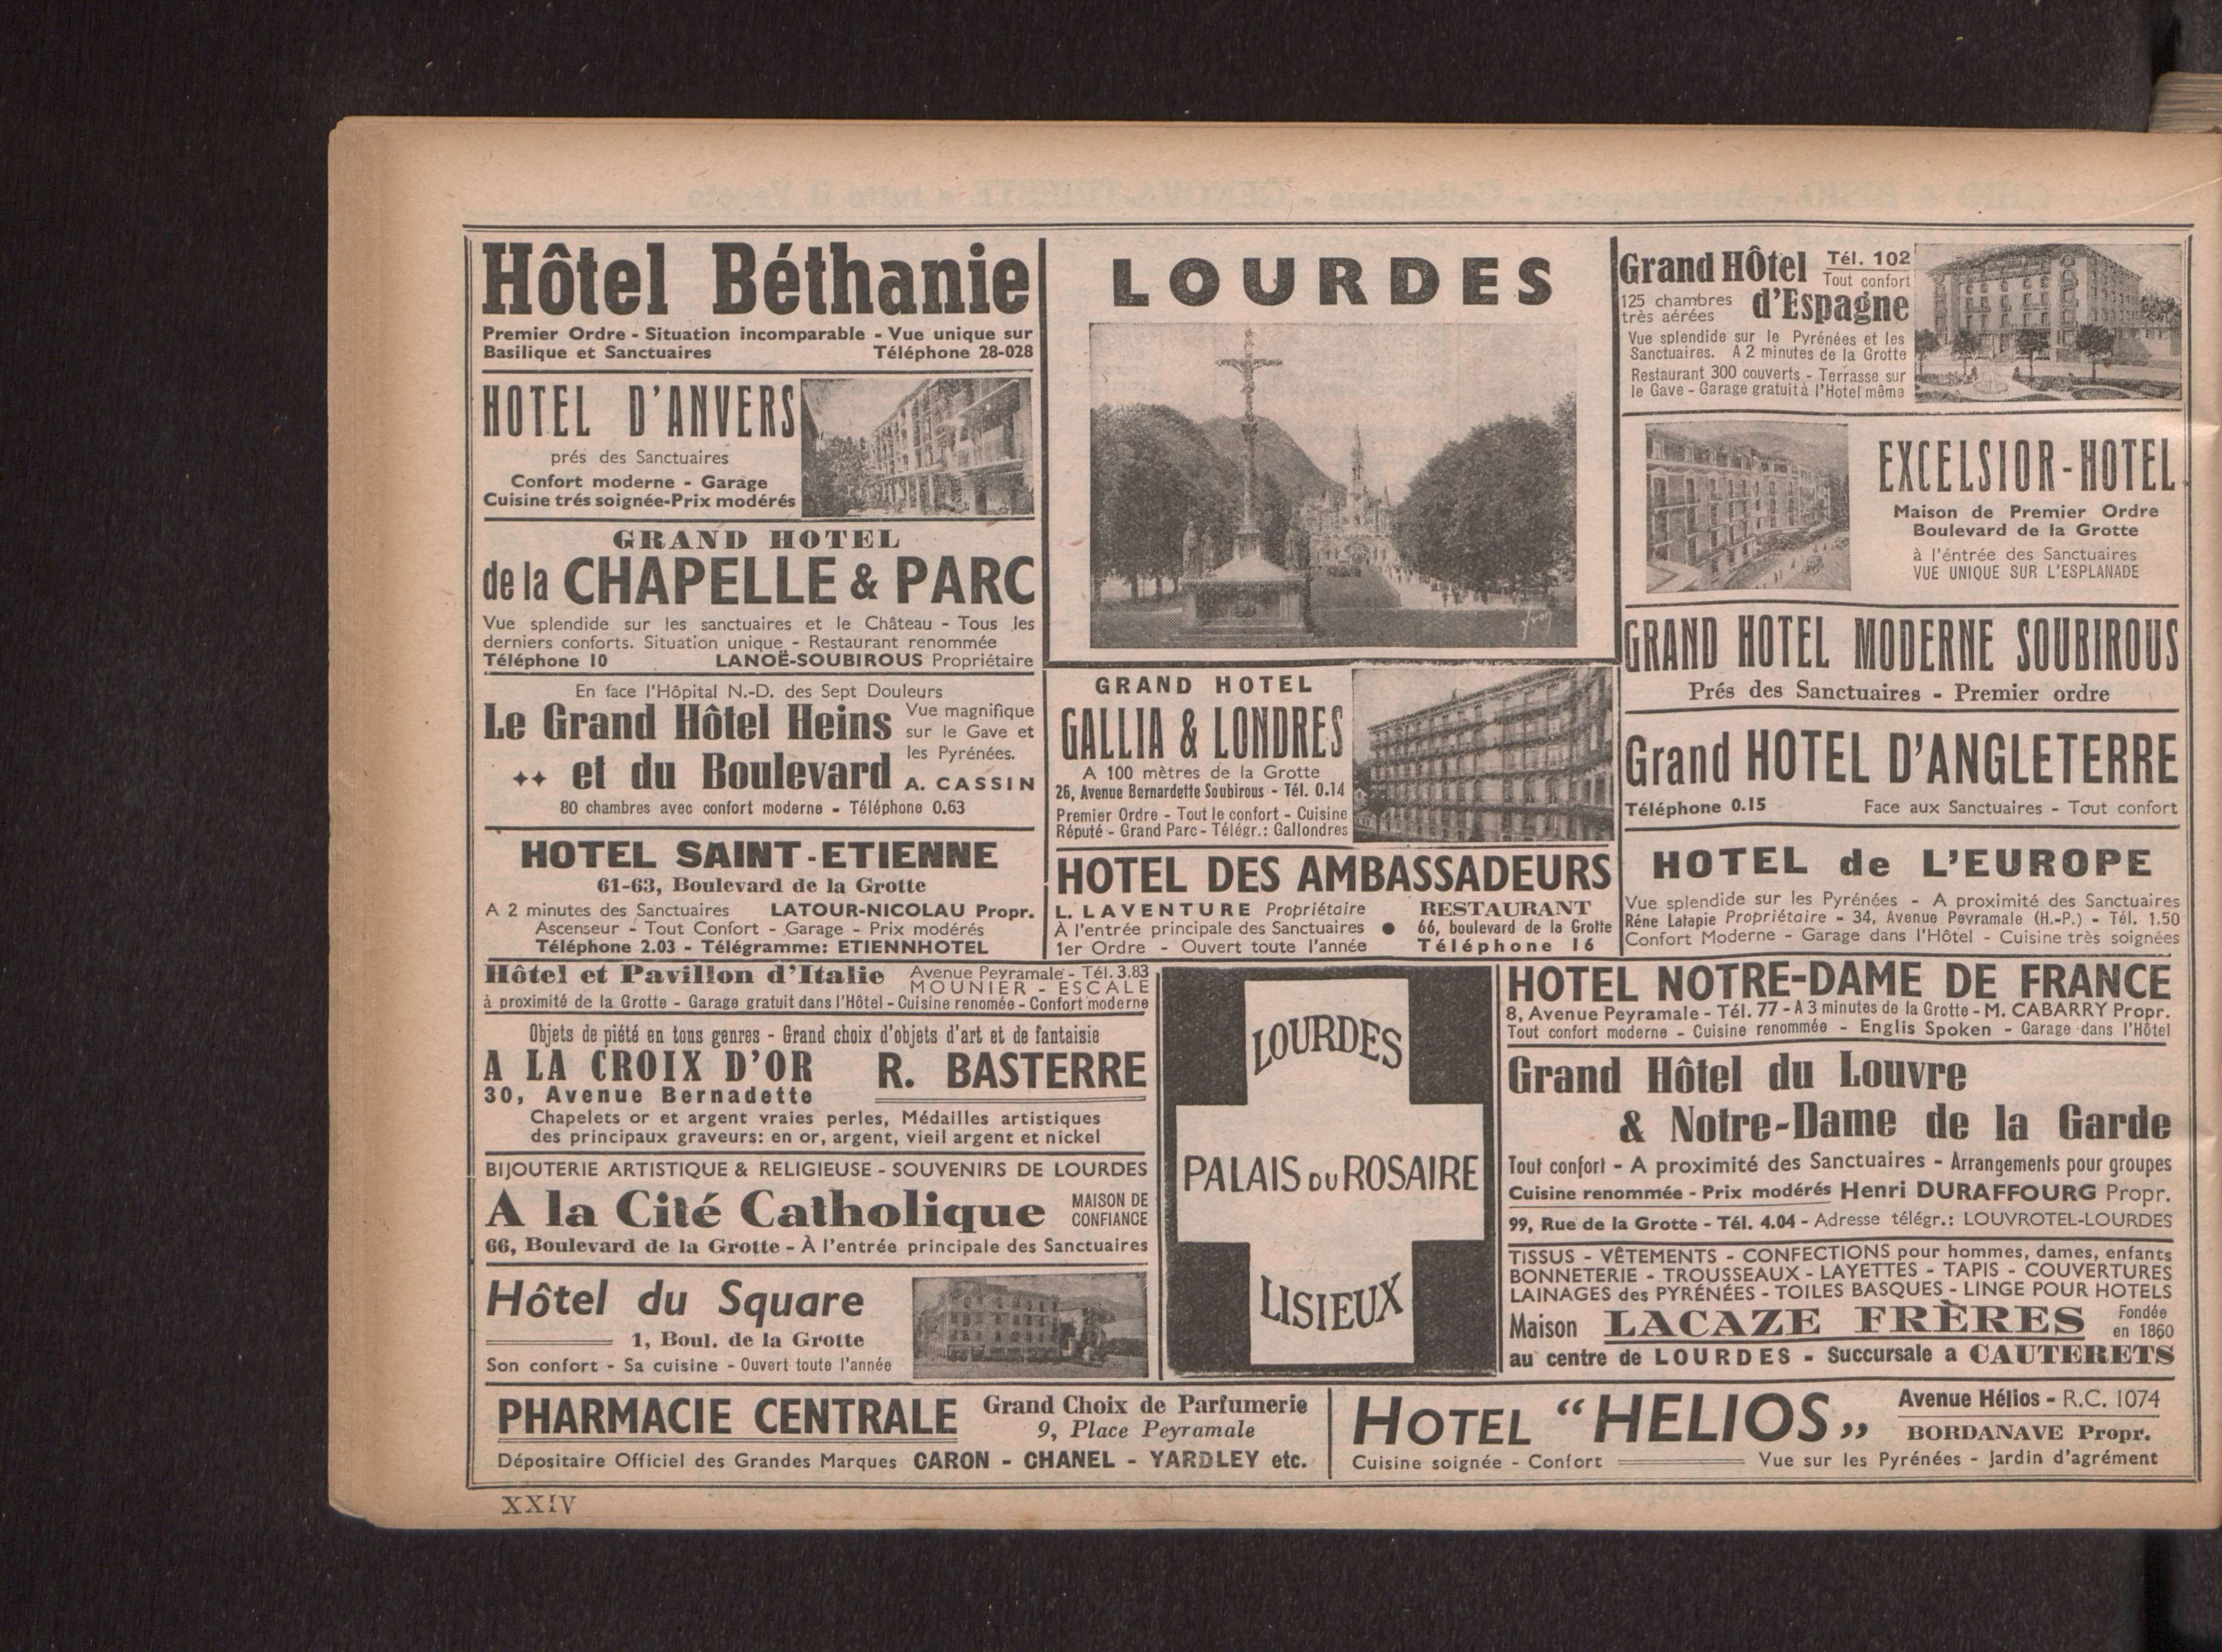 Hôtel Béthanie
Premier Ordre - Situation incomparable - Vue unique sur
Basilique et Sanctuaires Téléphone 28-028
HOTEL D'ANVERS
prés des Sanctuaires
Confort moderne - Garage
Cuisine trés soignée-Prix modérés
GRAND HOTEL
de la CHAPELLE & PARC
Vue splendide sur les sanctuaires et le Château - Tous les
derniers conforts. Situation unique - Restaurant renommée
Téléphone 10 LANOË-SOUBIROUS Propriétaire
En face l'Hôpital N.-D. des Sept Douleurs
Le Grand Hôtel Heins
et du Boulevard
Vue magnifique
sur le Gave et
les Pyrénées.
A. CASSIN
80 chambres avec confort moderne - Téléphone 0.63
HOTEL SAINT-ETIENNE
61-63, Boulevard de la Grotte
A 2 minutes des Sanctuaires LATOUR-NICOLAU Propr.
Ascenseur - Tout Confort - Garage - Prix modérés
Téléphone 2.03 - Télégramme: ETIENNHOTEL
LOURDES
GRAND HOTEL
GALLIA & LONDRES
A 100 mètres de la Grotte
26, Avenue Bernardette Soubirous - Tél. 0.14
Premier Ordre - Tout le confort - Cuisine
Réputé - Grand Parc - Télégr.: Gallondres
HOTEL DES AMBASSADEURS
L. LAVENTURE Propriétaire
À l'entrée principale des Sanctuaires
1er Ordre - Ouvert toute l'année
RESTAURANT
66, boulevard de la Grotte
Téléphone 16
Grand HÔtel
d'Espagne
Tél. 102
Tout confort
125 chambres
très aérées
Vue splendide sur le Pyrénées et les
Sanctuaires. A 2 minutes de la Grotte
Restaurant 300 couverts - Terrasse sur
le Gave - Garage gratuit à l'Hotel même
EXCELSIOR-HOTEL
Maison de Premier Ordre
Boulevard de la Grotte
à l'éntrée des Sanctuaires
VUE UNIQUE SUR L'ESPLANADE
GRAND HOTEL MODERNE SOUBIROUS
Prés des Sanctuaires - Premier ordre
Grand HOTEL D'ANGLETERRE
Téléphone 0.15 Face aux Sanctuaires - Tout confort
HOTEL de L'EUROPE
Vue splendide sur les Pyrénées - A proximité des Sanctuaires
Réne Latapie Propriétaire - 34, Avenue Peyramale (H.-P.) - Tél. 1.50
Confort Moderne - Garage dans l'Hôtel - Cuisine très soignées
Hôtel et Pavillon d'Italie
Avenue Peyramale - Tél. 3.83
MOUNIER - ESCALE
à proximité de la Grotte - Garage gratuit dans l'Hôtel - Cuisine renomée - Confort moderne
Objets de piété en tous genres - Grand choix d'objets d'art et de fantaisie
A LA CROIX D'OR R. BASTERRE
30, Avenue Bernadette
Chapelets or et argent vraies perles, Médailles artistiques
des principaux graveurs: en or, argent, vieil argent et nickel
BIJOUTERIE ARTISTIQUE & RELIGIEUSE - SOUVENIRS DE LOURDES
A la Cité Catholique
MAISON DE
CONFIANCE
66, Boulevard de la Grotte - À l'entrée principale des Sanctuaires
Hôtel du Square
1, Boul. de la Grotte
Son confort - Sa cuisine - Ouvert toute l'année
LOURDES
PALAIS DU ROSAIRE
LISIEUX
HOTEL NOTRE-DAME DE FRANCE
8, Avenue Peyramale - Tél. 77 - A 3 minutes de la Grotte - M. CABARRY Propr.
Tout confort moderne - Cuisine renommée - Englis Spoken - Garage dans l'Hôtel
Grand Hôtel du Louvre
& Notre-Dame de la Garde
Tout confort - A proximité des Sanctuaires - Arrangements pour groupes
Cuisine renommée - Prix modérés Henri DURAFFOURG Propr.
99, Rue de la Grotte - Tél. 4.04 - Adresse télégr.: LOUVROTEL-LOURDES
TISSUS - VÊTEMENTS - CONFECTIONS pour hommes, dames, enfants
BONNETERIE - TROUSSEAUX - LAYETTES - TAPIS - COUVERTURES
LAINAGES des PYRÉNÉES - TOILES BASQUES - LINGE POUR HOTELS
Maison LACAZE FRÈRES
Fondée
en 1860
au centre de LOURDES - Succursale a CAUTERETS
PHARMACIE CENTRALE
Grand Choix de Parfumerie
9, Place Peyramale
Dépositaire Officiel des Grandes Marques CARON - CHANEL - YARDLEY etc.
HOTEL "HELIOS"
Avenue Hélios - R.C. 1074
BORDANAVE Propr.
Cuisine soignée - Confort Vue sur les Pyrénées - Jardin d'agrément
XXIV